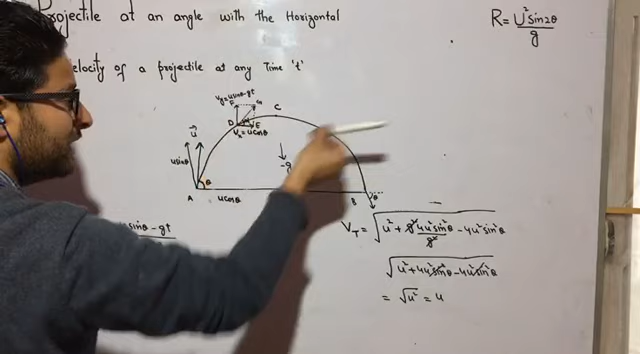 Projectile at an angle with the Horizontal
R = U²sin2θ / g
velocity of a projectile at any Time 't'
Vy = usinθ-gt
F
C
D
E
Vx = ucosθ
u
usinθ
θ
-g
A
ucosθ
B
θ
sinθ - gt
V_T = √u² + g² 4u²sin²θ / g² - 4u²sin²θ
√u² + 4u²sin²θ - 4u²sin²θ
= √u² = u